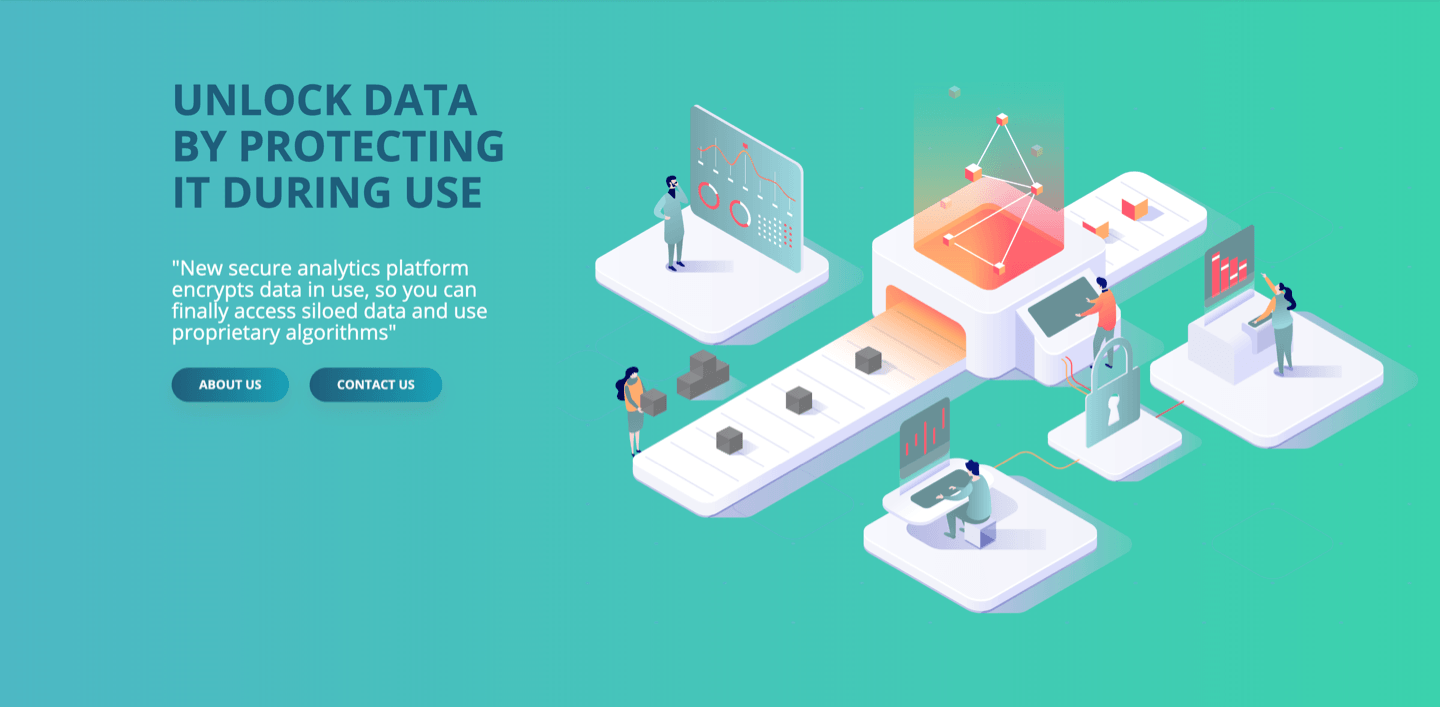 UNLOCK DATA
BY PROTECTING
IT DURING USE
"New secure analytics platform
encrypts data in use, so you can
finally access siloed data and use
proprietary algorithms"
ABOUT US
CONTACT US